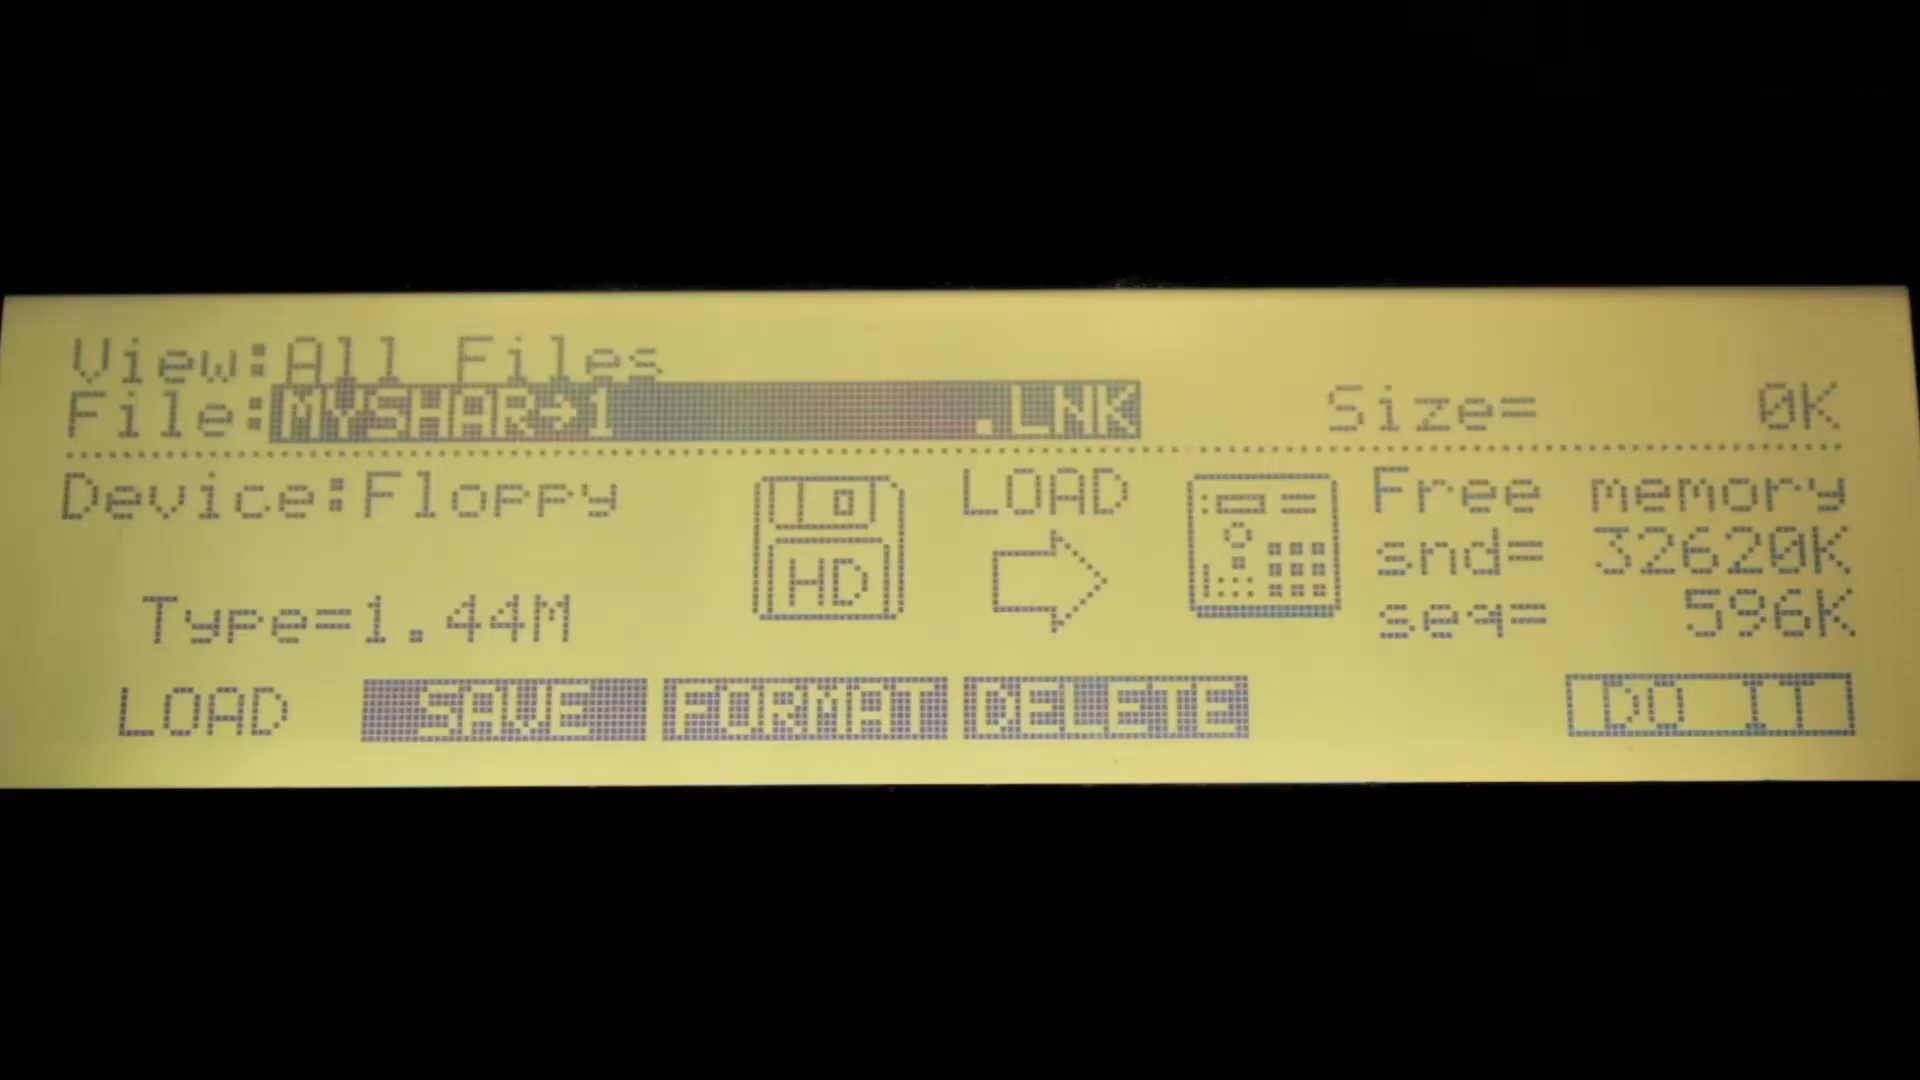 View:All Files
File:MYSHAR→1 .LNK Size= 0K
Device:Floppy LOAD Free memory
snd= 32620K
HD
Type=1.44M seq= 596K
LOAD SAVE FORMAT DELETE DO IT